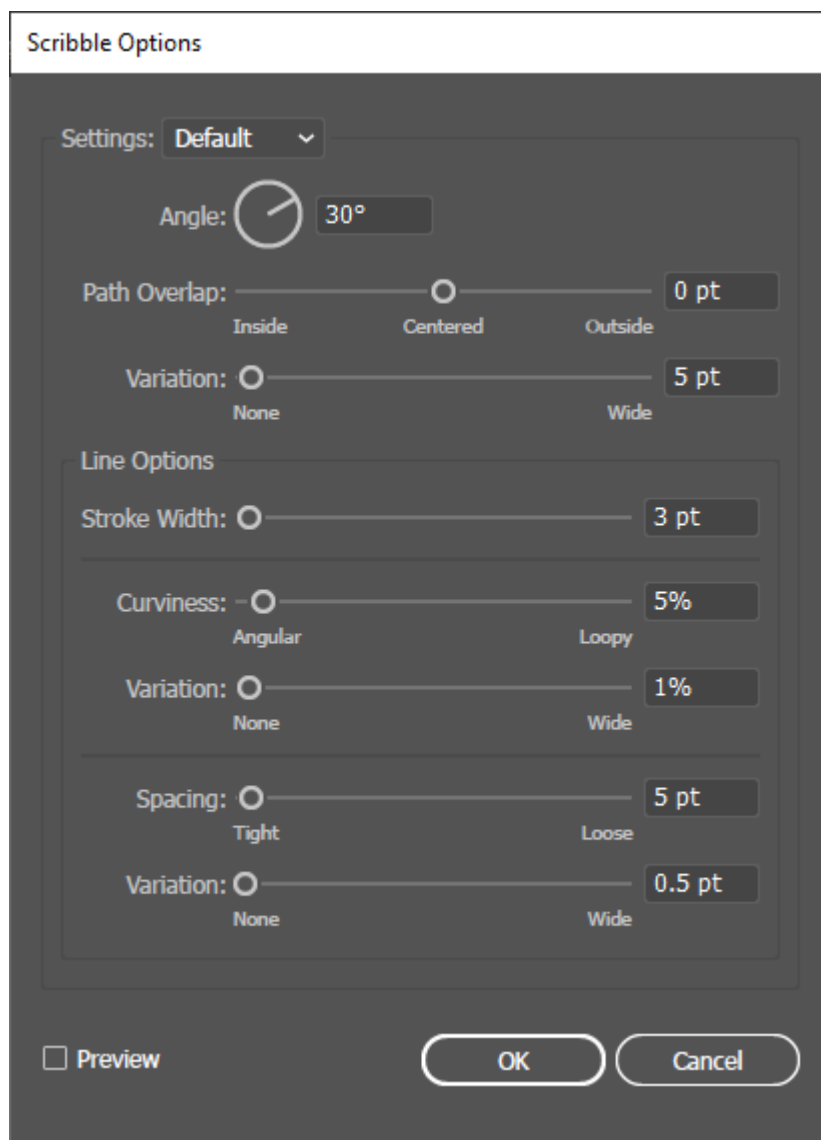 Scribble Options
Settings: Default
Angle: 30°
Path Overlap: 0 pt
Inside Centered Outside
Variation: 5 pt
None Wide
Line Options
Stroke Width: 3 pt
Curviness: 5%
Angular Loopy
Variation: 1%
None Wide
Spacing: 5 pt
Tight Loose
Variation: 0.5 pt
None Wide
Preview OK Cancel